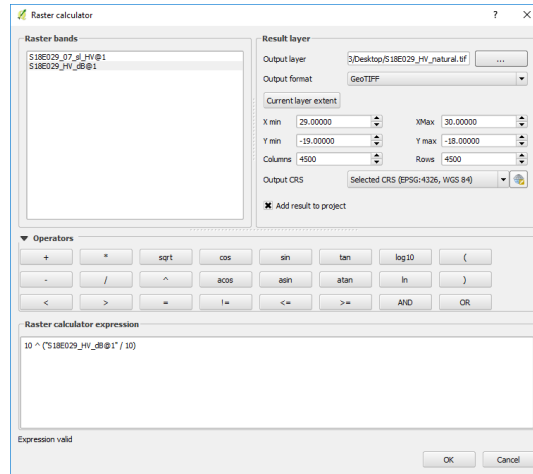 Raster calculator
?
X
Raster bands
S18E029_07_sl_HV@1
S18E029_HV_dB@1
Result layer
Output layer 3/Desktop/S18E029_HV_natural.tif ...
Output format GeoTIFF
Current layer extent
X min 29.00000 XMax 30.00000
Y min -19.00000 Y max -18.00000
Columns 4500 Rows 4500
Output CRS Selected CRS (EPSG:4326, WGS 84)
Add result to project
Operators
+ * sqrt cos sin tan log10 (
- / ^ acos asin atan ln )
< > = != <= >= AND OR
Raster calculator expression
10 ^ ("S18E029_HV_dB@1" / 10)
Expression valid
OK Cancel